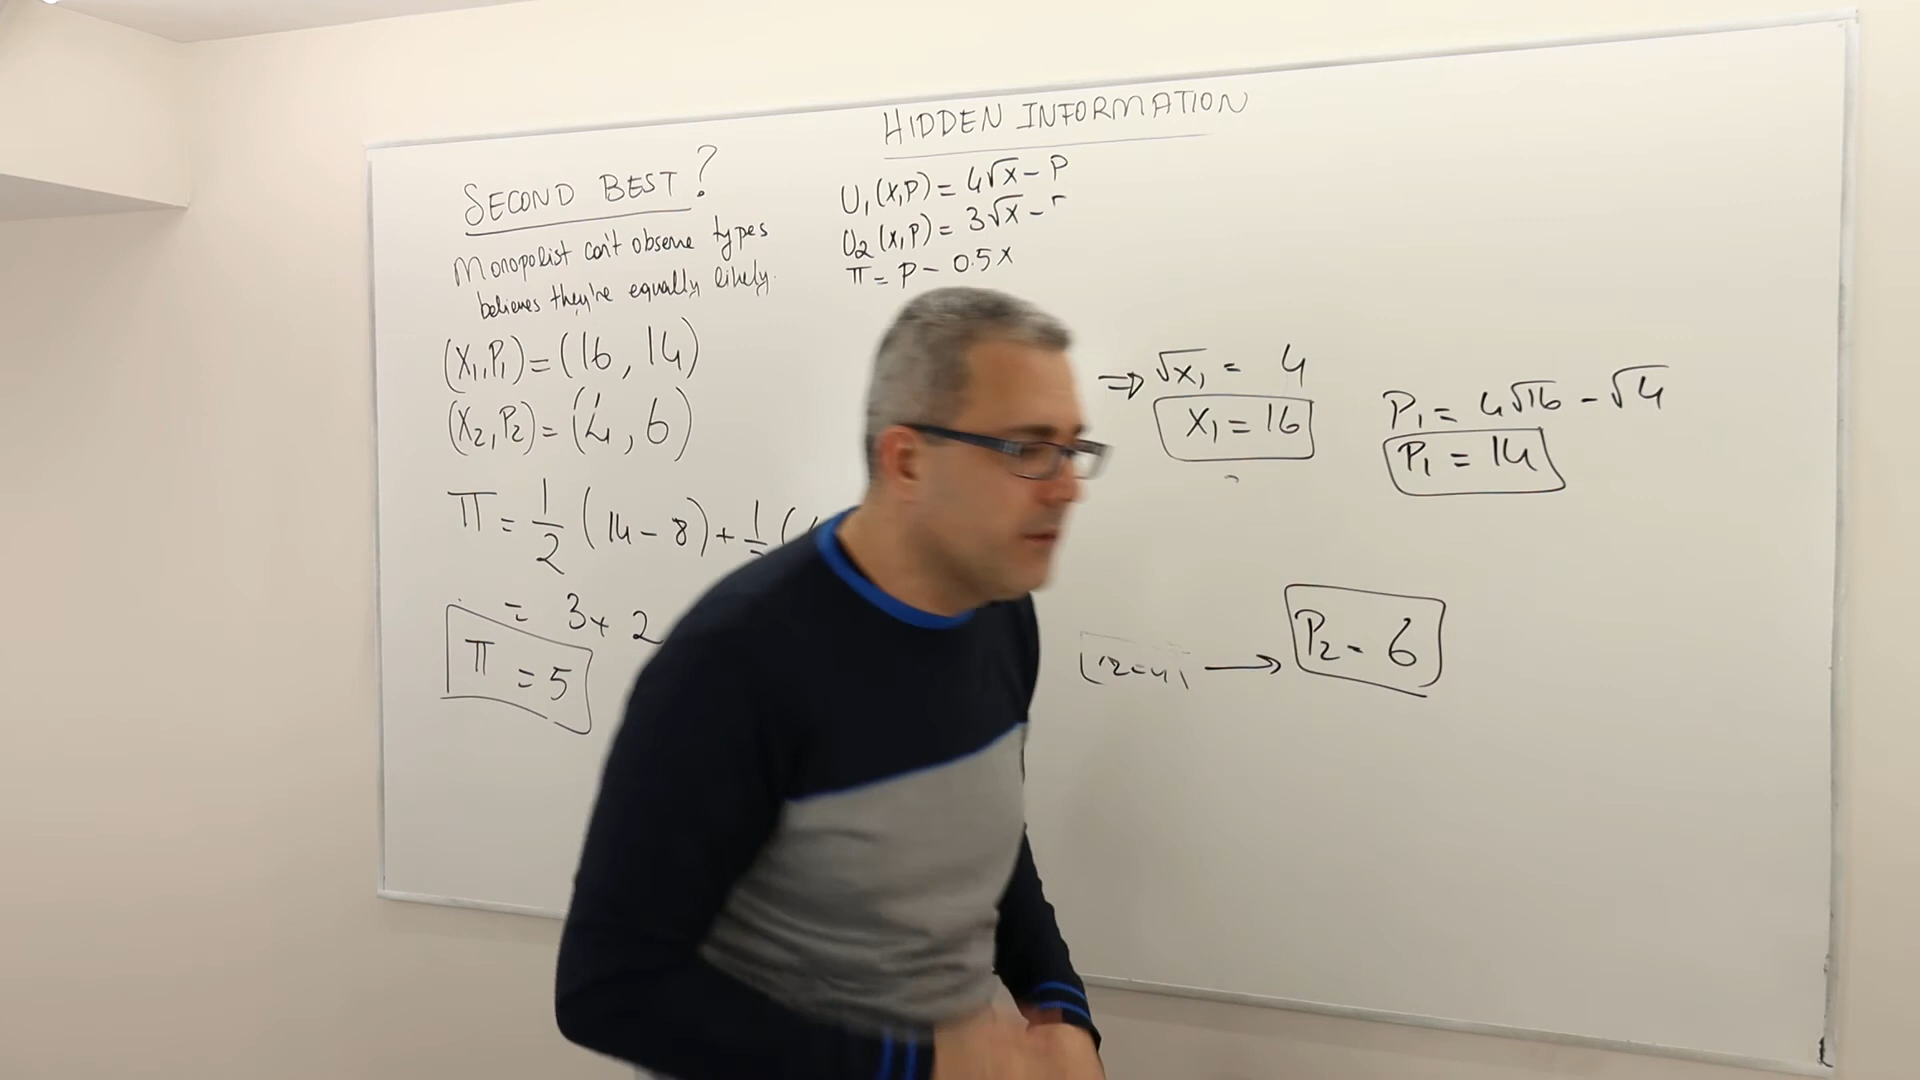 HIDDEN INFORMATION
SECOND BEST?
Monopolist can't observe types
believes they're equally likely.
(X₁,P₁) = (16, 14)
(X₂,P₂) = (4, 6)
π = 1/2 (14 - 8) + 1/2 (
= 3 + 2
π = 5
U₁(x,p) = 4√x - P
U₂(x,p) = 3√x -
π = P - 0.5x
⇒ √x₁ = 4
X₁ = 16
P₁ = 4√16 - √4
P₁ = 14
→ P₂ = 6